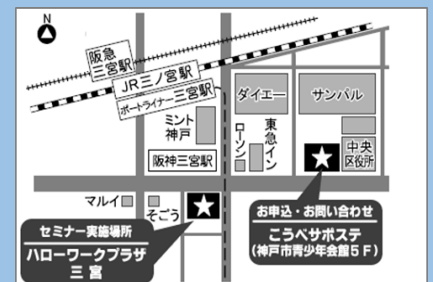 N
阪急
三宮駅
JR三ノ宮駅
ポートライナー三宮駅
ミント
神戸
阪神三宮駅
ダイエー
サンパル
ローソン
東急イン
中央
区役所
マルイ
そごう
セミナー実施場所
ハローワークプラザ
三宮
お申込・お問い合わせ
こうべサポステ
(神戸市青少年会館5F)